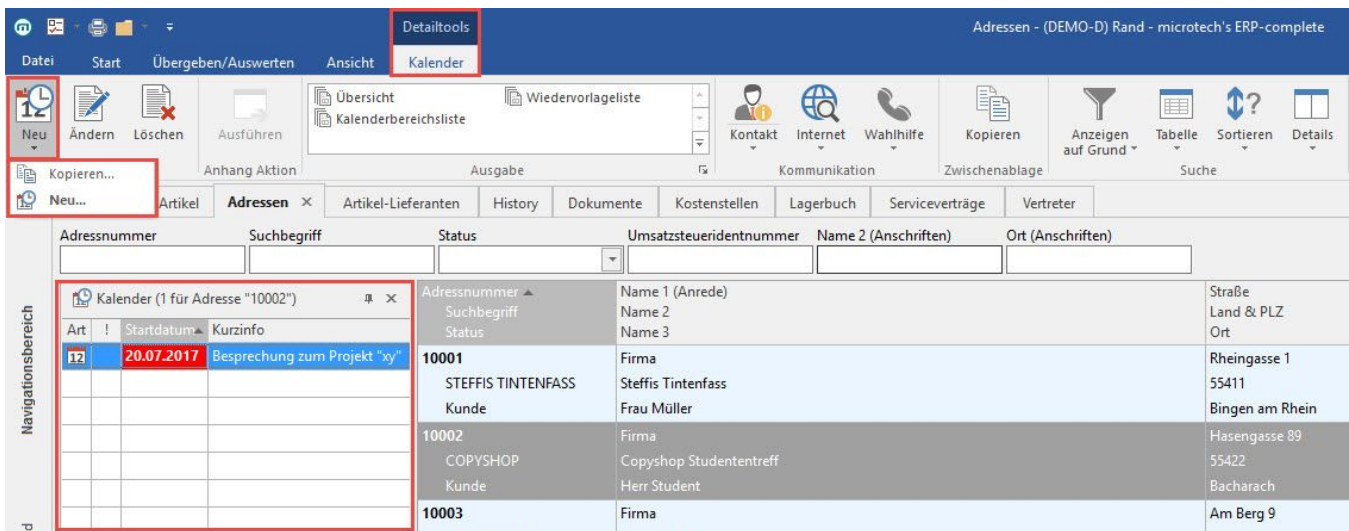 Detailtools
Adressen - (DEMO-D) Rand - microtech's ERP-complete
Datei Start Übergeben/Auswerten Ansicht Kalender
Übersicht Wiedervorlageliste
Kalenderbereichsliste
Neu Ändern Löschen Ausführen Kontakt Internet Wahlhilfe Kopieren Anzeigen auf Grund Tabelle Sortieren Details
Kopieren... Anhang Aktion Ausgabe Kommunikation Zwischenablage Suche
Neu... Artikel Adressen Artikel-Lieferanten History Dokumente Kostenstellen Lagerbuch Serviceverträge Vertreter
Adressnummer Suchbegriff Status Umsatzsteueridentnummer Name 2 (Anschriften) Ort (Anschriften)
Navigationsbereich
Kalender (1 für Adresse "10002")
Art ! Startdatum Kurzinfo
12 20.07.2017 Besprechung zum Projekt "xy"
Adressnummer Name 1 (Anrede) Straße
Suchbegriff Name 2 Land & PLZ
Status Name 3 Ort
10001 Firma Rheingasse 1
STEFFIS TINTENFASS Steffis Tintenfass 55411
Kunde Frau Müller Bingen am Rhein
10002 Firma Hasengasse 89
COPYSHOP Copyshop Studententreff 55422
Kunde Herr Student Bacharach
10003 Firma Am Berg 9